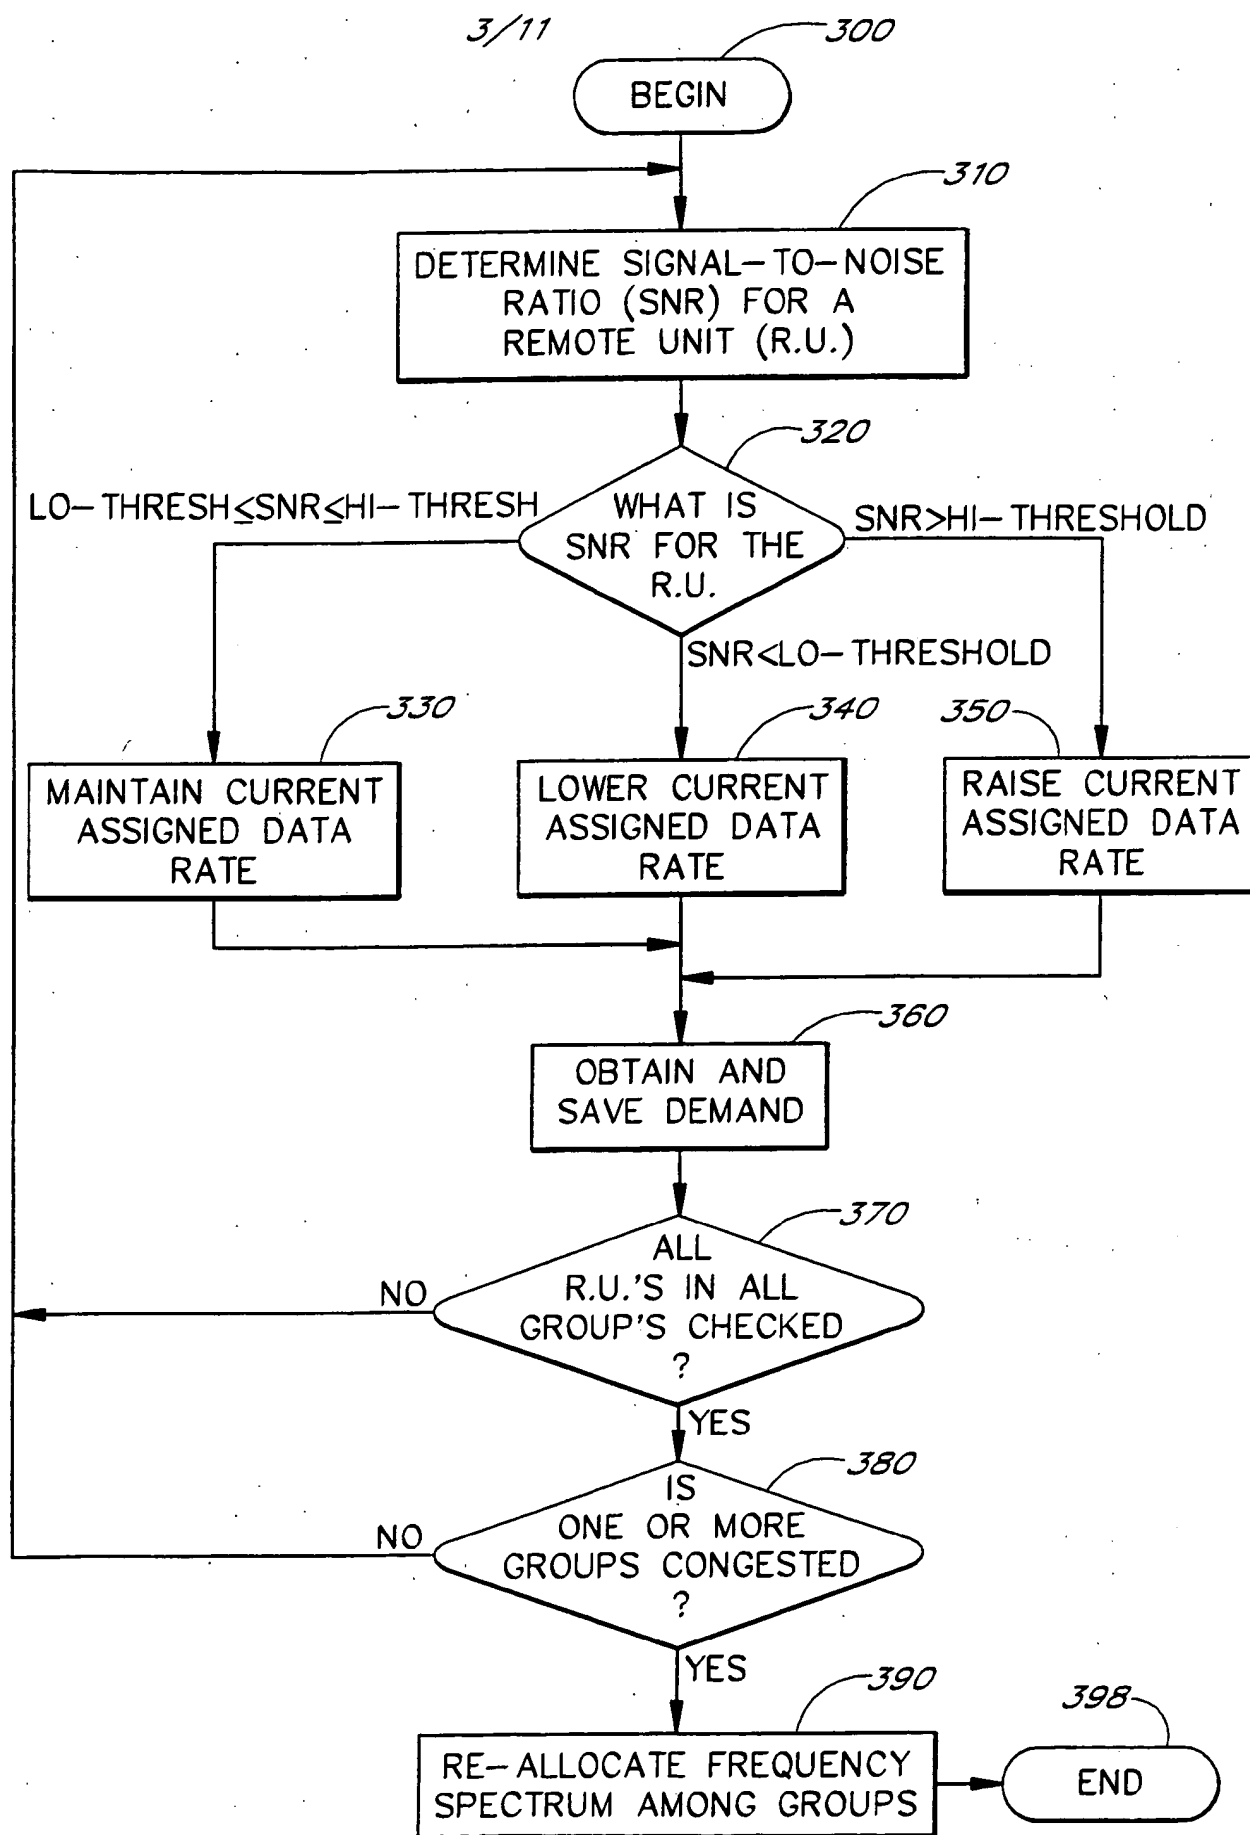 3/11
300
BEGIN
310
DETERMINE SIGNAL-TO-NOISE
RATIO (SNR) FOR A
REMOTE UNIT (R.U.)
320
LO-THRESH≤SNR≤HI-THRESH
WHAT IS
SNR FOR THE
R.U.
SNR>HI-THRESHOLD
SNR<LO-THRESHOLD
330
MAINTAIN CURRENT
ASSIGNED DATA
RATE
340
LOWER CURRENT
ASSIGNED DATA
RATE
350
RAISE CURRENT
ASSIGNED DATA
RATE
360
OBTAIN AND
SAVE DEMAND
370
ALL
R.U.'S IN ALL
GROUP'S CHECKED
?
NO
YES
380
IS
ONE OR MORE
GROUPS CONGESTED
?
NO
YES
390
RE-ALLOCATE FREQUENCY
SPECTRUM AMONG GROUPS
398
END